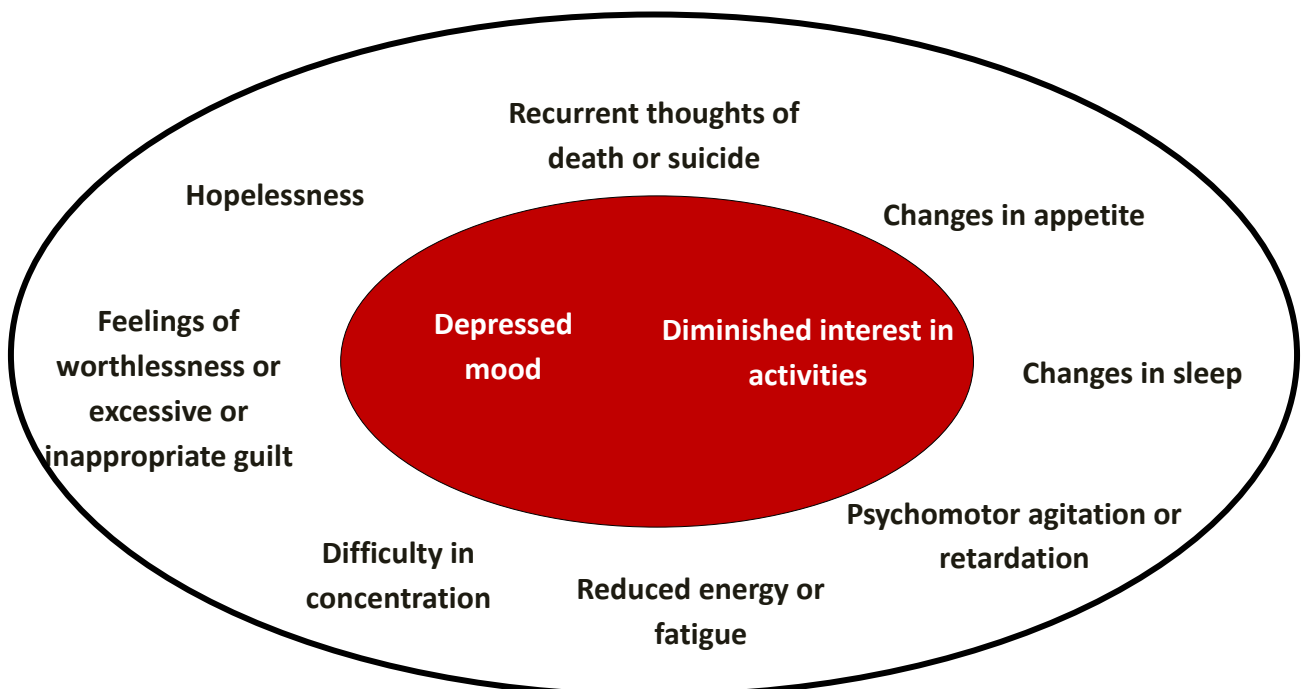 Recurrent thoughts of
death or suicide
Hopelessness
Changes in appetite
Feelings of
worthlessness or
excessive or
inappropriate guilt
Depressed
mood
Diminished interest in
activities
Changes in sleep
Psychomotor agitation or
retardation
Difficulty in
concentration
Reduced energy or
fatigue